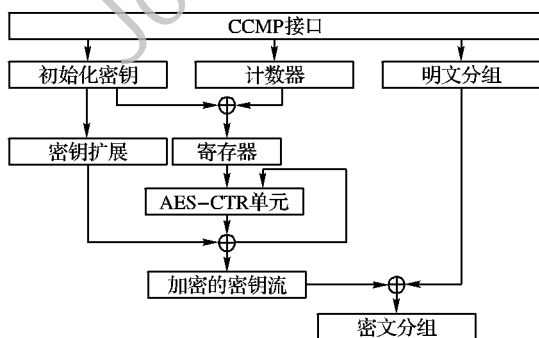 CCMP接口
初始化密钥
计数器
明文分组
密钥扩展
寄存器
AES-CTR单元
加密的密钥流
密文分组